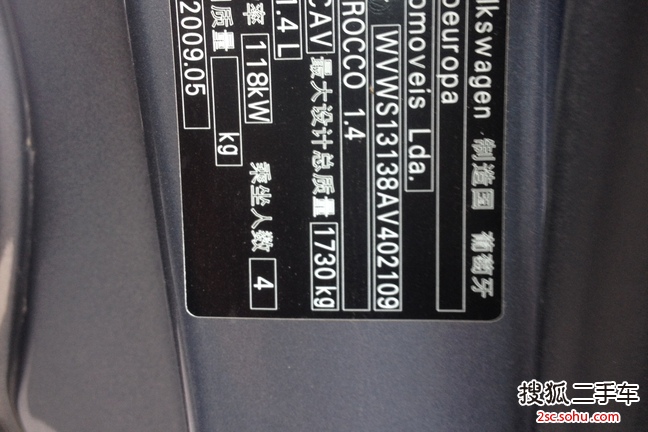 lkswagen 制造国 葡萄牙
oeuropa
omoveis Lda.
WVWS13138AV402109
ROCCO 1.4
CAV 最大设计总质量 1730kg
1.4 L
率 118kW 乘坐人数 4
质量 kg
2009.05
搜狐 二手车
2sc.sohu.com